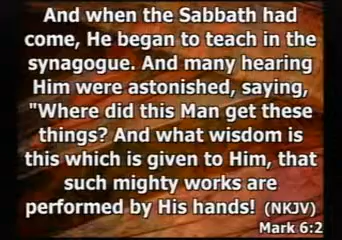 And when the Sabbath had
come, He began to teach in the
synagogue. And many hearing
Him were astonished, saying,
"Where did this Man get these
things? And what wisdom is
this which is given to Him, that
such mighty works are
performed by His hands! (NKJV)
Mark 6:2